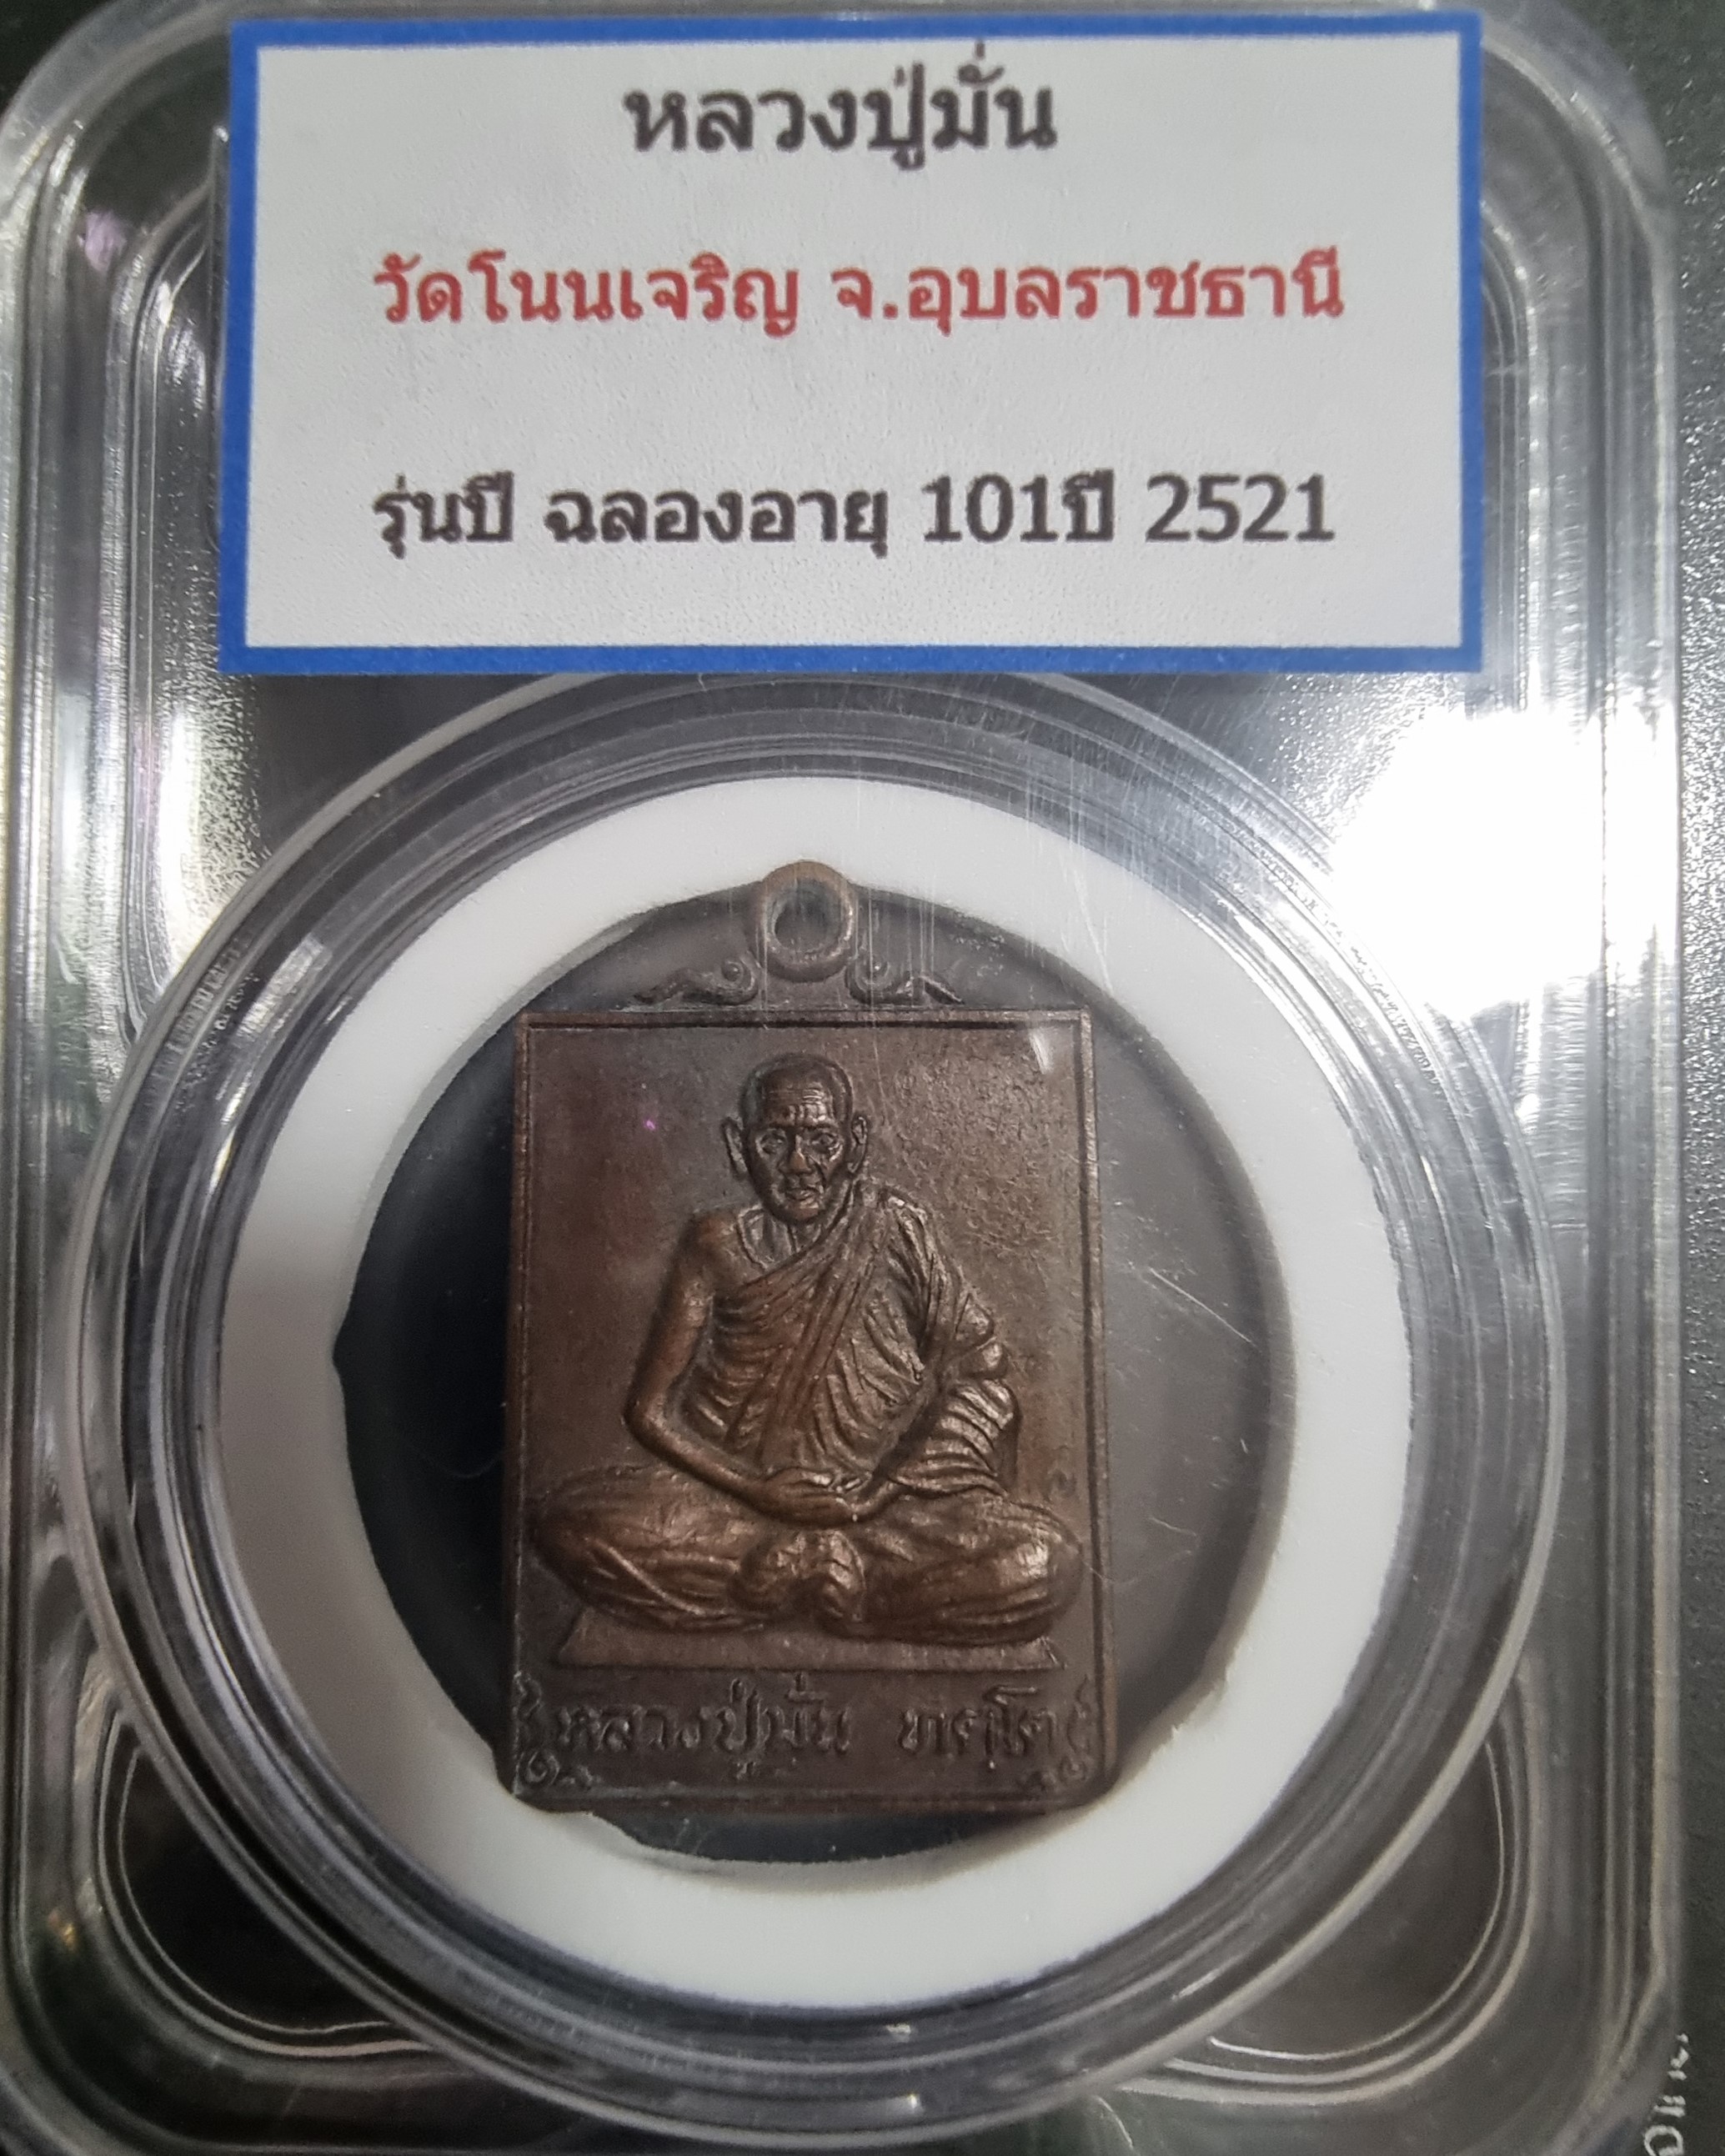 หลวงปู่มั่น
วัดโนนเจริญ จ.อุบลราชธานี
รุ่นปี ฉลองอายุ 101ปี 2521
หลวงปู่มั่น ทตฺโต